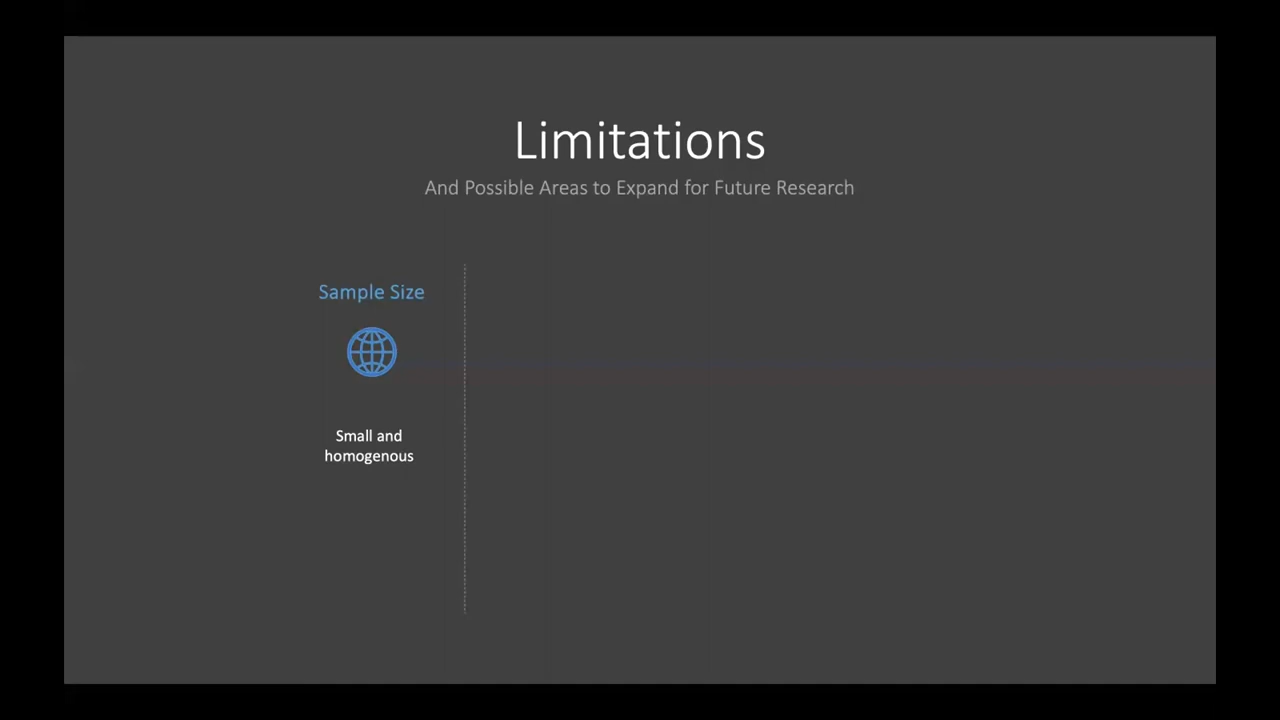 Limitations
And Possible Areas to Expand for Future Research
Sample Size
Small and
homogenous